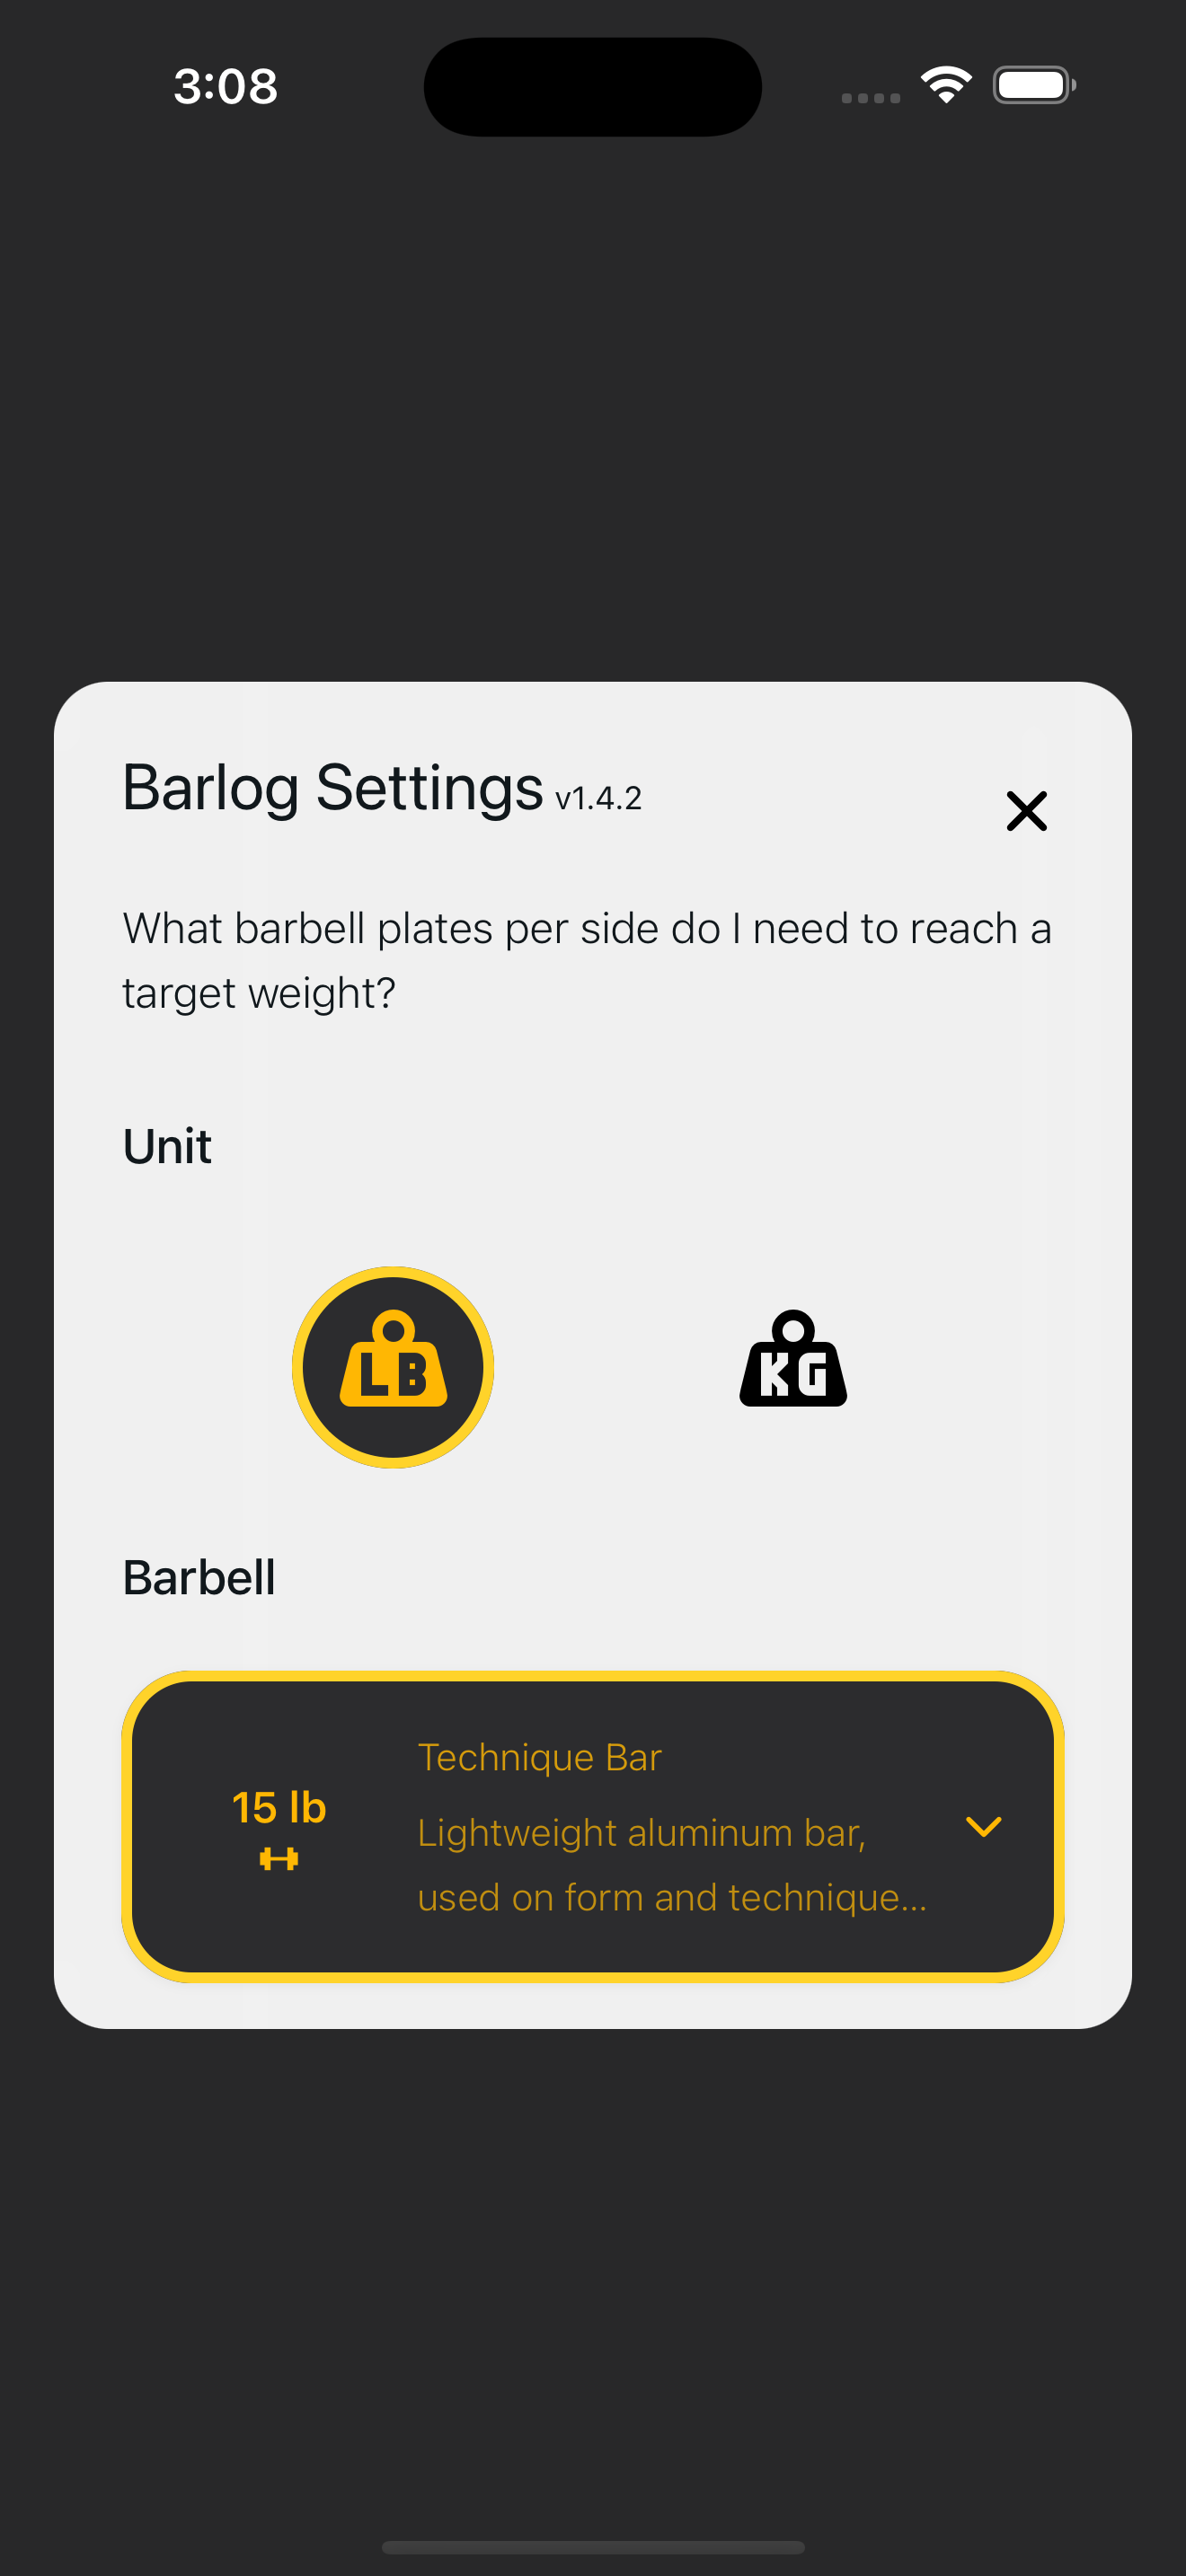 3:08
Barlog Settings v1.4.2
What barbell plates per side do I need to reach a
target weight?
Unit
LB
KG
Barbell
Technique Bar
15 lb
Lightweight aluminum bar,
used on form and technique...